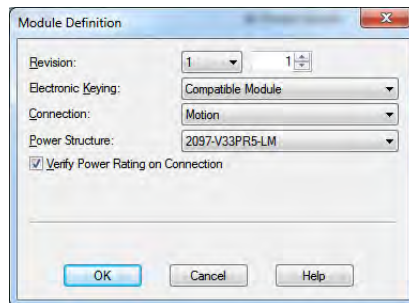 Module Definition
Revision: 1 1
Electronic Keying: Compatible Module
Connection: Motion
Power Structure: 2097-V33PR5-LM
Verify Power Rating on Connection
OK Cancel Help